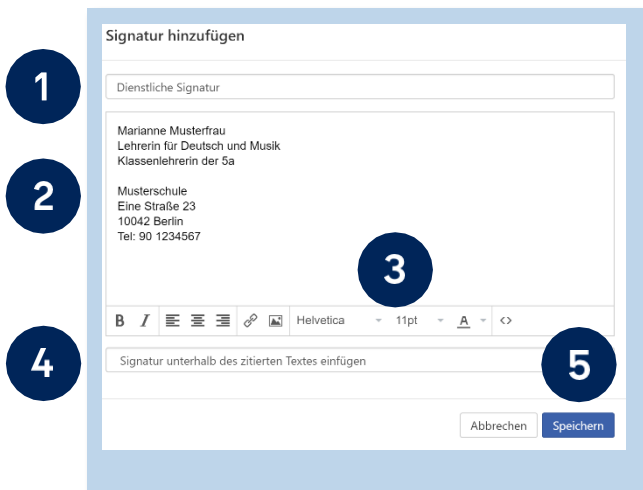 Signatur hinzufügen
1
Dienstliche Signatur
Marianne Musterfrau
Lehrerin für Deutsch und Musik
Klassenlehrerin der 5a
2
Musterschule
Eine Straße 23
10042 Berlin
Tel: 90 1234567
3
B I Helvetica 11pt A <>
4
Signatur unterhalb des zitierten Textes einfügen
5
Abbrechen Speichern